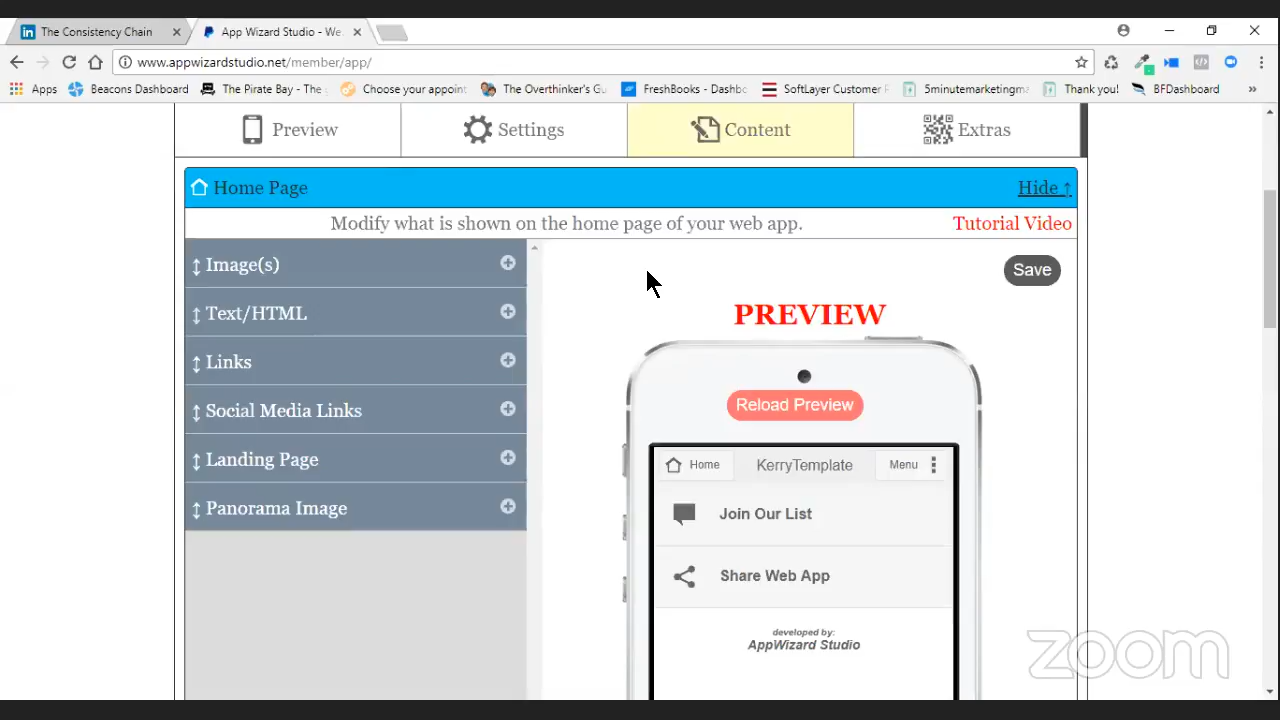 The Consistency Chain
App Wizard Studio - We
www.appwizardstudio.net/member/app/
Apps
Beacons Dashboard
The Pirate Bay - The
Choose your appoint
The Overthinker's Gu
FreshBooks - Dashbo
SoftLayer Customer
5minutemarketingma
Thank you!
BFDashboard
Preview
Settings
Content
Extras
Home Page
Hide ↑
Modify what is shown on the home page of your web app.
Tutorial Video
Image(s)
Text/HTML
Links
Social Media Links
Landing Page
Panorama Image
Save
PREVIEW
Reload Preview
Home
KerryTemplate
Menu
Join Our List
Share Web App
developed by:
AppWizard Studio
zoom